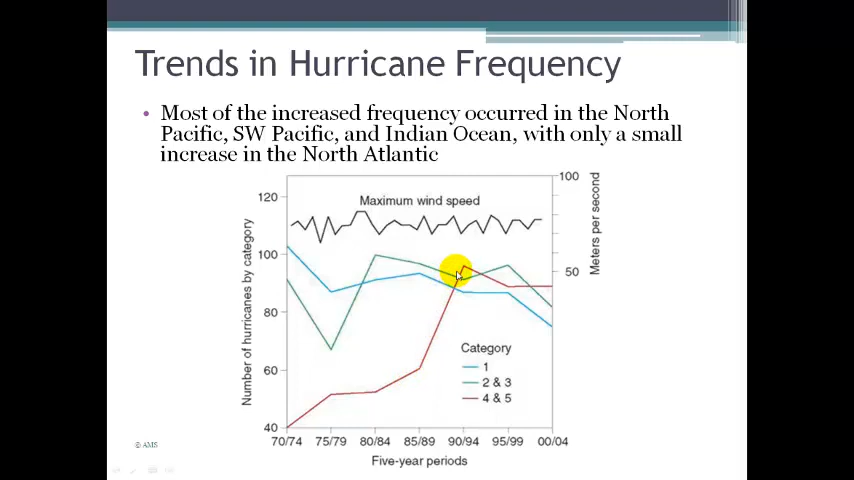 Trends in Hurricane Frequency
• Most of the increased frequency occurred in the North
Pacific, SW Pacific, and Indian Ocean, with only a small
increase in the North Atlantic
Maximum wind speed
120
100
80
60
40
Number of hurricanes by category
100
50
Meters per second
Category
1
2 & 3
4 & 5
70/74 75/79 80/84 85/89 90/94 95/99 00/04
Five-year periods
© AMS